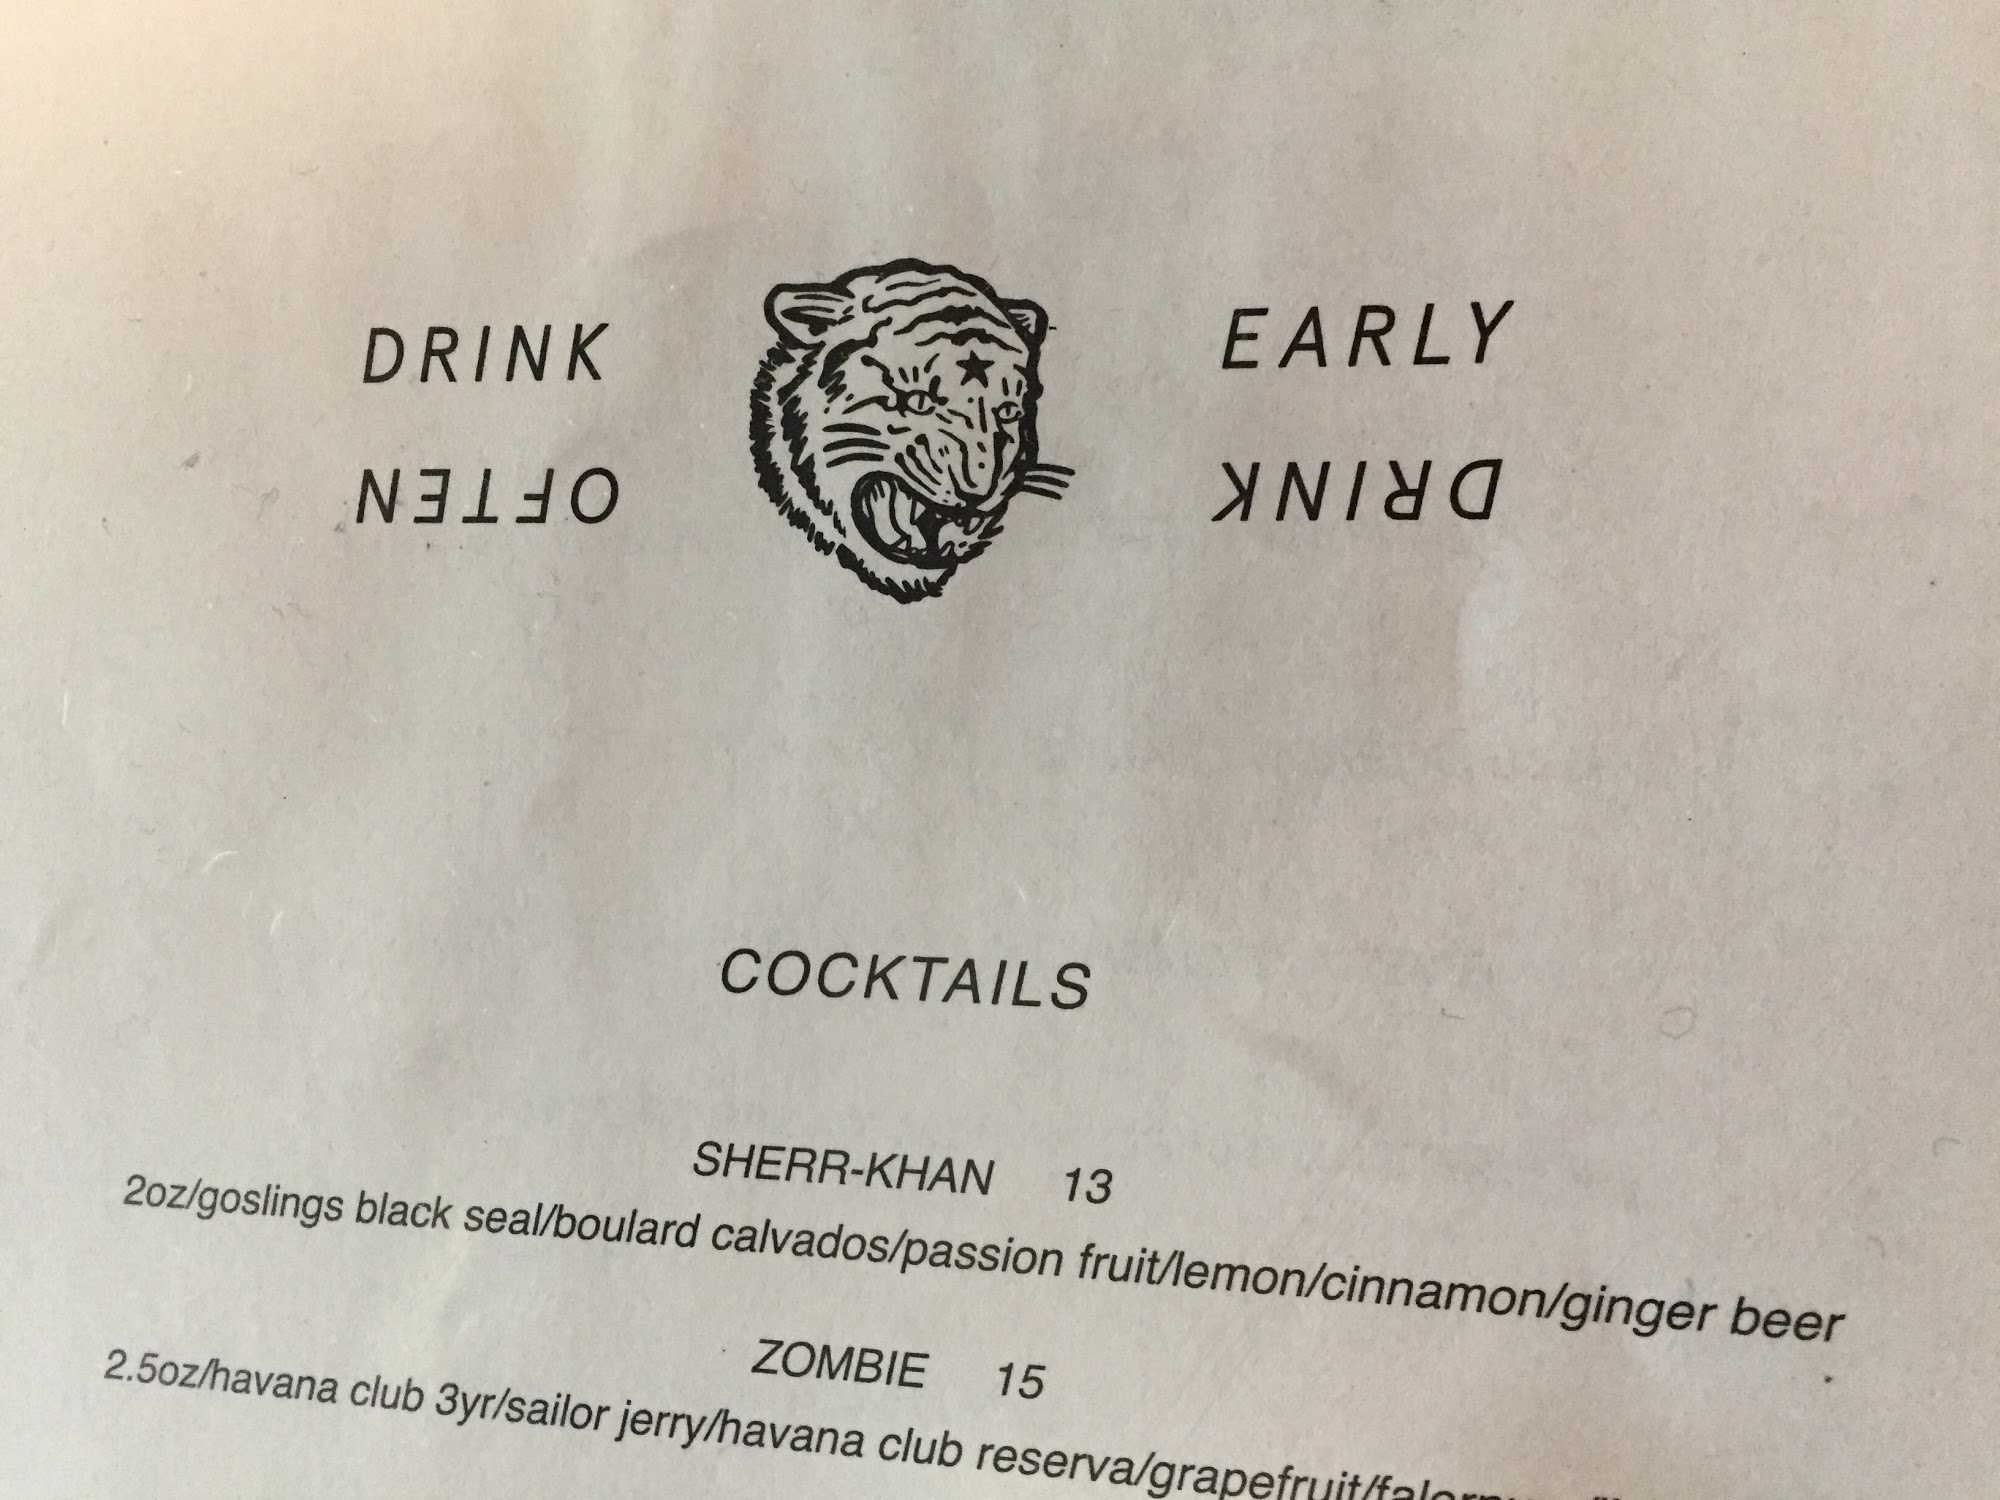 DRINK EARLY
DRINK OFTEN
COCKTAILS
SHERR-KHAN 13
2oz/goslings black seal/boulard calvados/passion fruit/lemon/cinnamon/ginger beer
ZOMBIE 15
2.5oz/havana club 3yr/sailor jerry/havana club reserva/grapefruit/